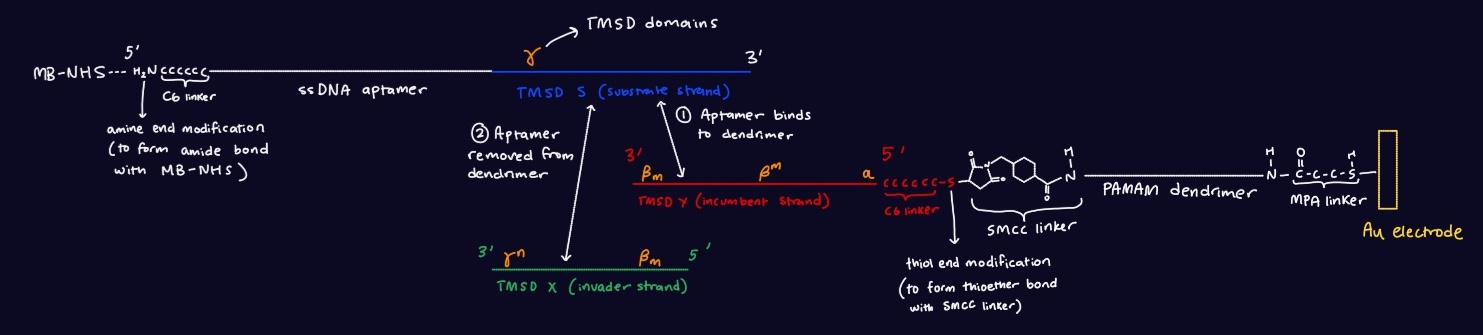 TMSD domains
5'
γ
3'
MB-NHS--- H₂N CCCCCC
C6 linker
ssDNA aptamer
TMSD S (substrate strand)
amine end modification
(to form amide bond
with MB-NHS)
② Aptamer
removed from
dendrimer
① Aptamer binds
to dendrimer
3'
βm
βᵐ
a
5'
CCCCCC-S
TMSD Y (incumbent strand)
C6 linker
O
N
O
O
H
N
SMCC linker
PAMAM dendrimer
H
N-C-C-C-S
O
H
MPA linker
Au electrode
thiol end modification
(to form thioether bond
with SMCC linker)
3'
γⁿ
βm
5'
TMSD X (invader strand)